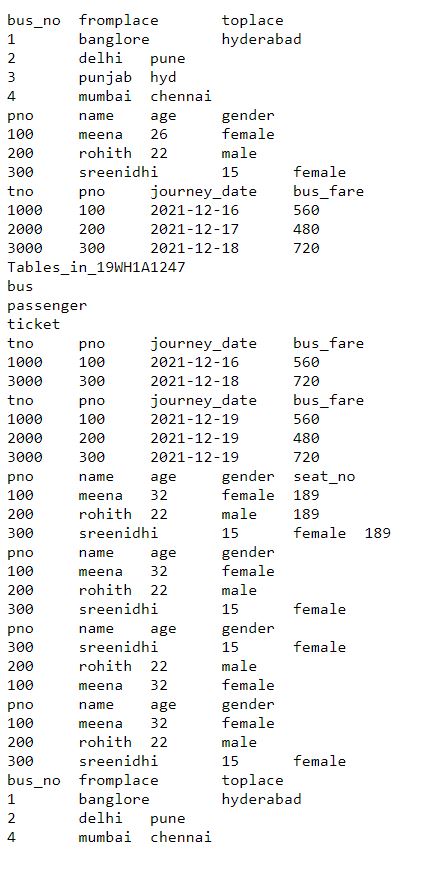 bus_no fromplace toplace
1 banglore hyderabad
2 delhi pune
3 punjab hyd
4 mumbai chennai
pno name age gender
100 meena 26 female
200 rohith 22 male
300 sreenidhi 15 female
tno pno journey_date bus_fare
1000 100 2021-12-16 560
2000 200 2021-12-17 480
3000 300 2021-12-18 720
Tables_in_19WH1A1247
bus
passenger
ticket
tno pno journey_date bus_fare
1000 100 2021-12-16 560
3000 300 2021-12-18 720
tno pno journey_date bus_fare
1000 100 2021-12-19 560
2000 200 2021-12-19 480
3000 300 2021-12-19 720
pno name age gender seat_no
100 meena 32 female 189
200 rohith 22 male 189
300 sreenidhi 15 female 189
pno name age gender
100 meena 32 female
200 rohith 22 male
300 sreenidhi 15 female
pno name age gender
300 sreenidhi 15 female
200 rohith 22 male
100 meena 32 female
pno name age gender
100 meena 32 female
200 rohith 22 male
300 sreenidhi 15 female
bus_no fromplace toplace
1 banglore hyderabad
2 delhi pune
4 mumbai chennai